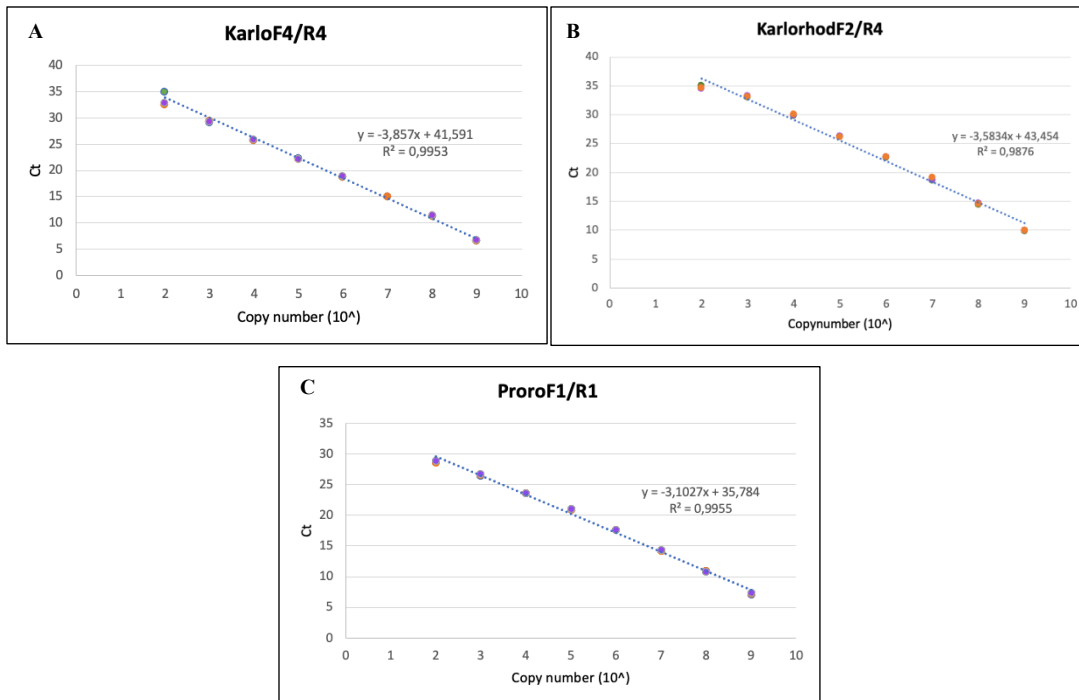 A
KarloF4/R4
40
35
30
25
20
15
10
5
0
Ct
y = -3,857x + 41,591
R² = 0,9953
0 1 2 3 4 5 6 7 8 9 10
Copy number (10^)
B
KarlorhodF2/R4
40
35
30
25
20
15
10
5
0
Ct
y = -3,5834x + 43,454
R² = 0,9876
0 1 2 3 4 5 6 7 8 9 10
Copynumber (10^)
C
ProroF1/R1
35
30
25
20
15
10
5
0
Ct
y = -3,1027x + 35,784
R² = 0,9955
0 1 2 3 4 5 6 7 8 9 10
Copy number (10^)